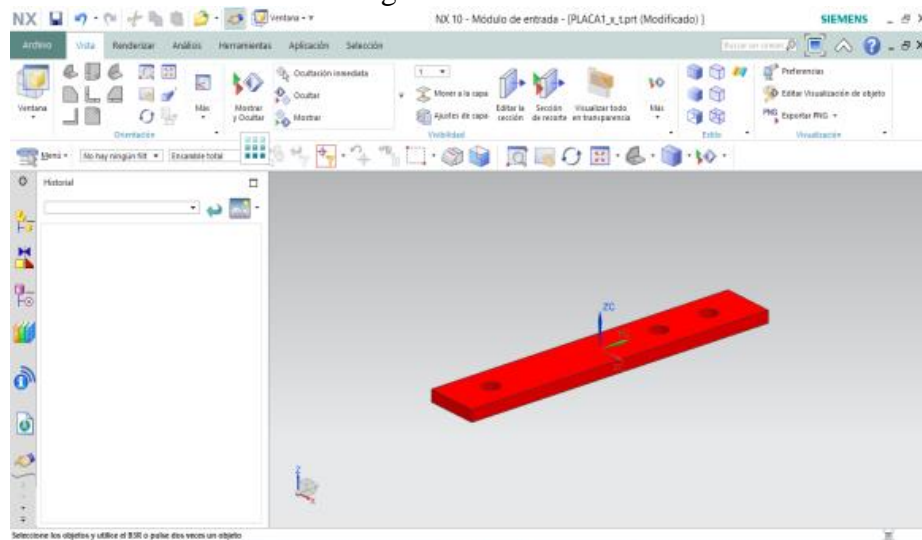 NX
Ventana
NX 10 - Módulo de entrada - [PLACA1_x_t.prt (Modificado) ]
SIEMENS
Archivo Vista Renderizar Análisis Herramientas Aplicación Selección
Ventana
Orientación
Más
Mostrar y Ocultar
Ocultación inmediata
Ocultar
Mostrar
1
Mover a la capa
Ajustes de capa
Editar la sección
Sección de recorte
Visualizar todo en transparencia
Más
Visibilidad
Estilo
Preferencias
Editar Visualización de objeto
Exportar PNG
Visualización
Menú
No hay ningún filt
Ensamble total
Historial
ZC
Z
X
Seleccione los objetos y utilice el BSR o pulse dos veces un objeto